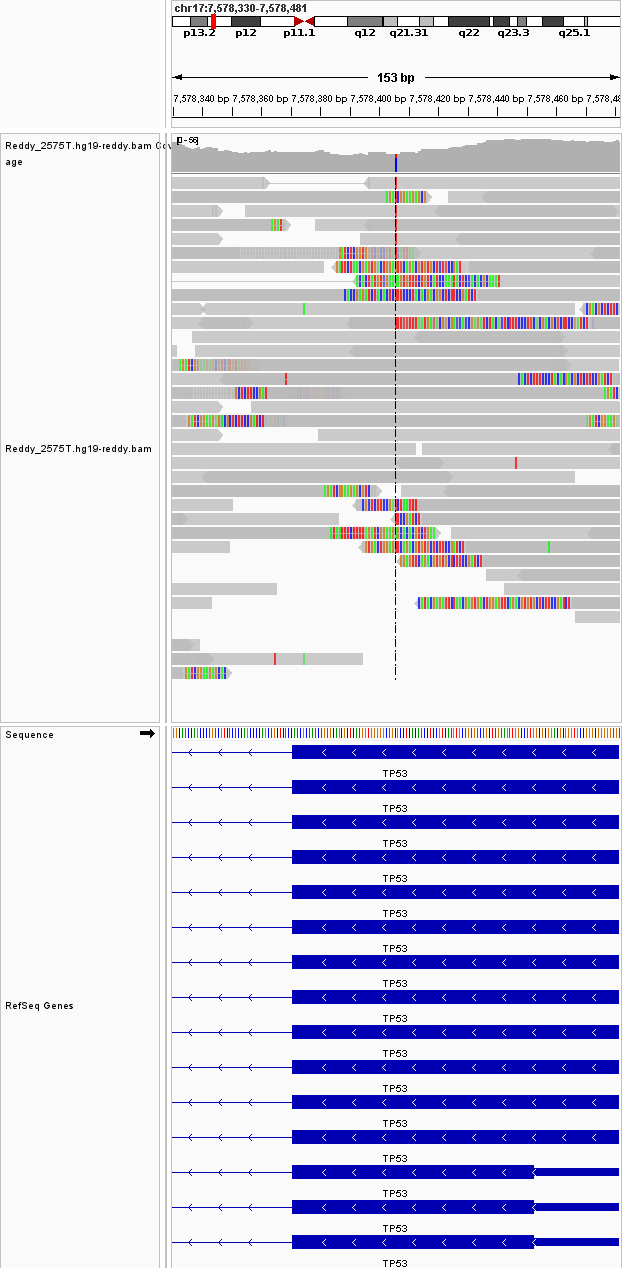 chr17:7,578,330-7,578,481
p13.2 p12 p11.1 q12 q21.31 q22 q23.3 q25.1
153 bp
7,578,340 bp 7,578,360 bp 7,578,380 bp 7,578,400 bp 7,578,420 bp 7,578,440 bp 7,578,460 bp 7,578,48
Reddy_2575T.hg19-reddy.bam Cov
age
Reddy_2575T.hg19-reddy.bam
Sequence
TP53
TP53
TP53
TP53
TP53
TP53
TP53
RefSeq Genes
TP53
TP53
TP53
TP53
TP53
TP53
TP53
TP53